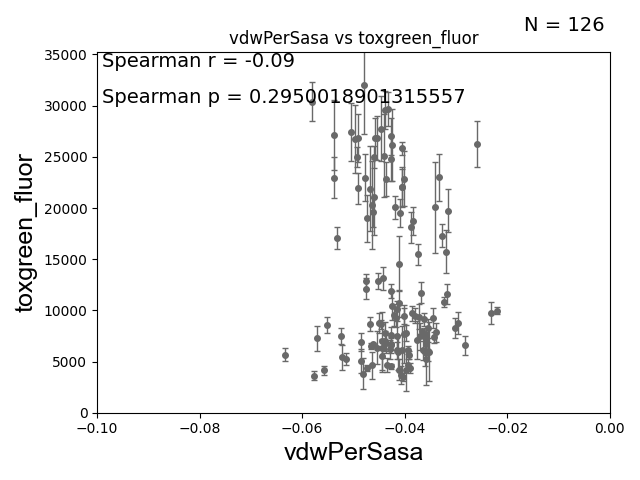 N = 126
vdwPerSasa vs toxgreen_fluor
Spearman r = -0.09
Spearman p = 0.2950018901315557
toxgreen_fluor
35000
30000
25000
20000
15000
10000
5000
0
−0.10
−0.08
−0.06
−0.04
−0.02
0.00
vdwPerSasa